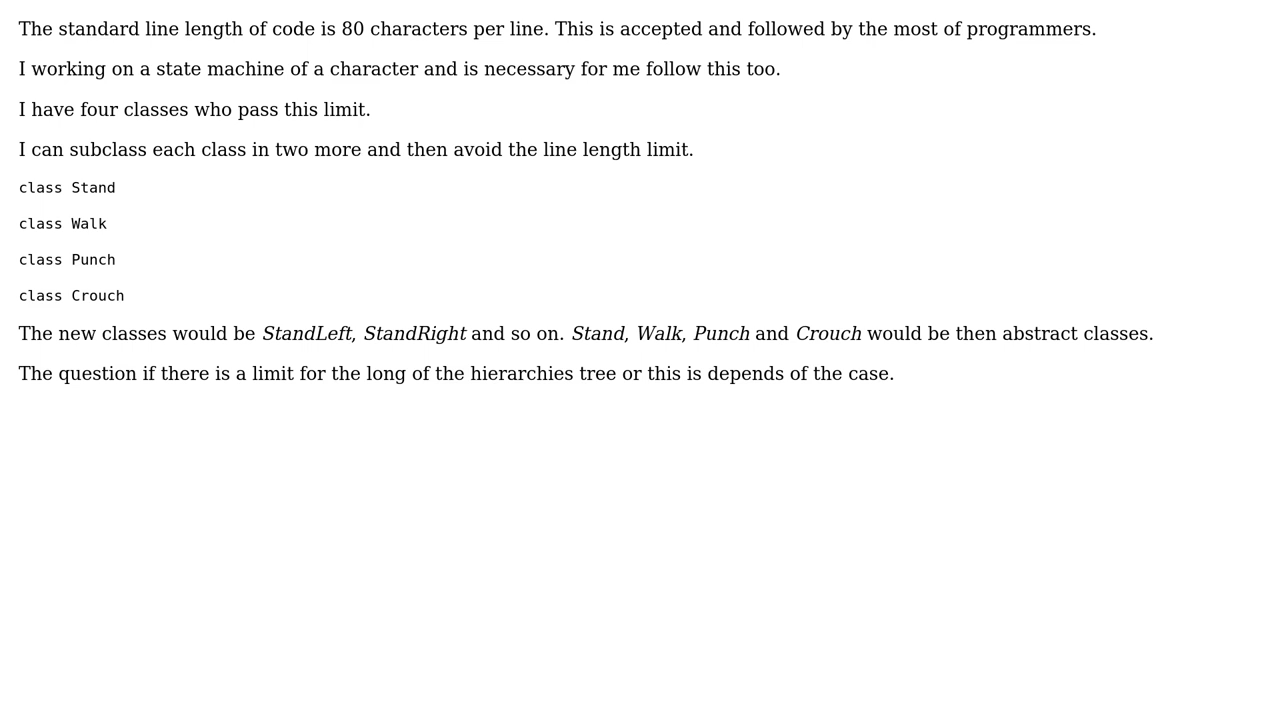 The standard line length of code is 80 characters per line. This is accepted and followed by the most of programmers.
I working on a state machine of a character and is necessary for me follow this too.
I have four classes who pass this limit.
I can subclass each class in two more and then avoid the line length limit.
class Stand
class Walk
class Punch
class Crouch
The new classes would be StandLeft, StandRight and so on. Stand, Walk, Punch and Crouch would be then abstract classes.
The question if there is a limit for the long of the hierarchies tree or this is depends of the case.